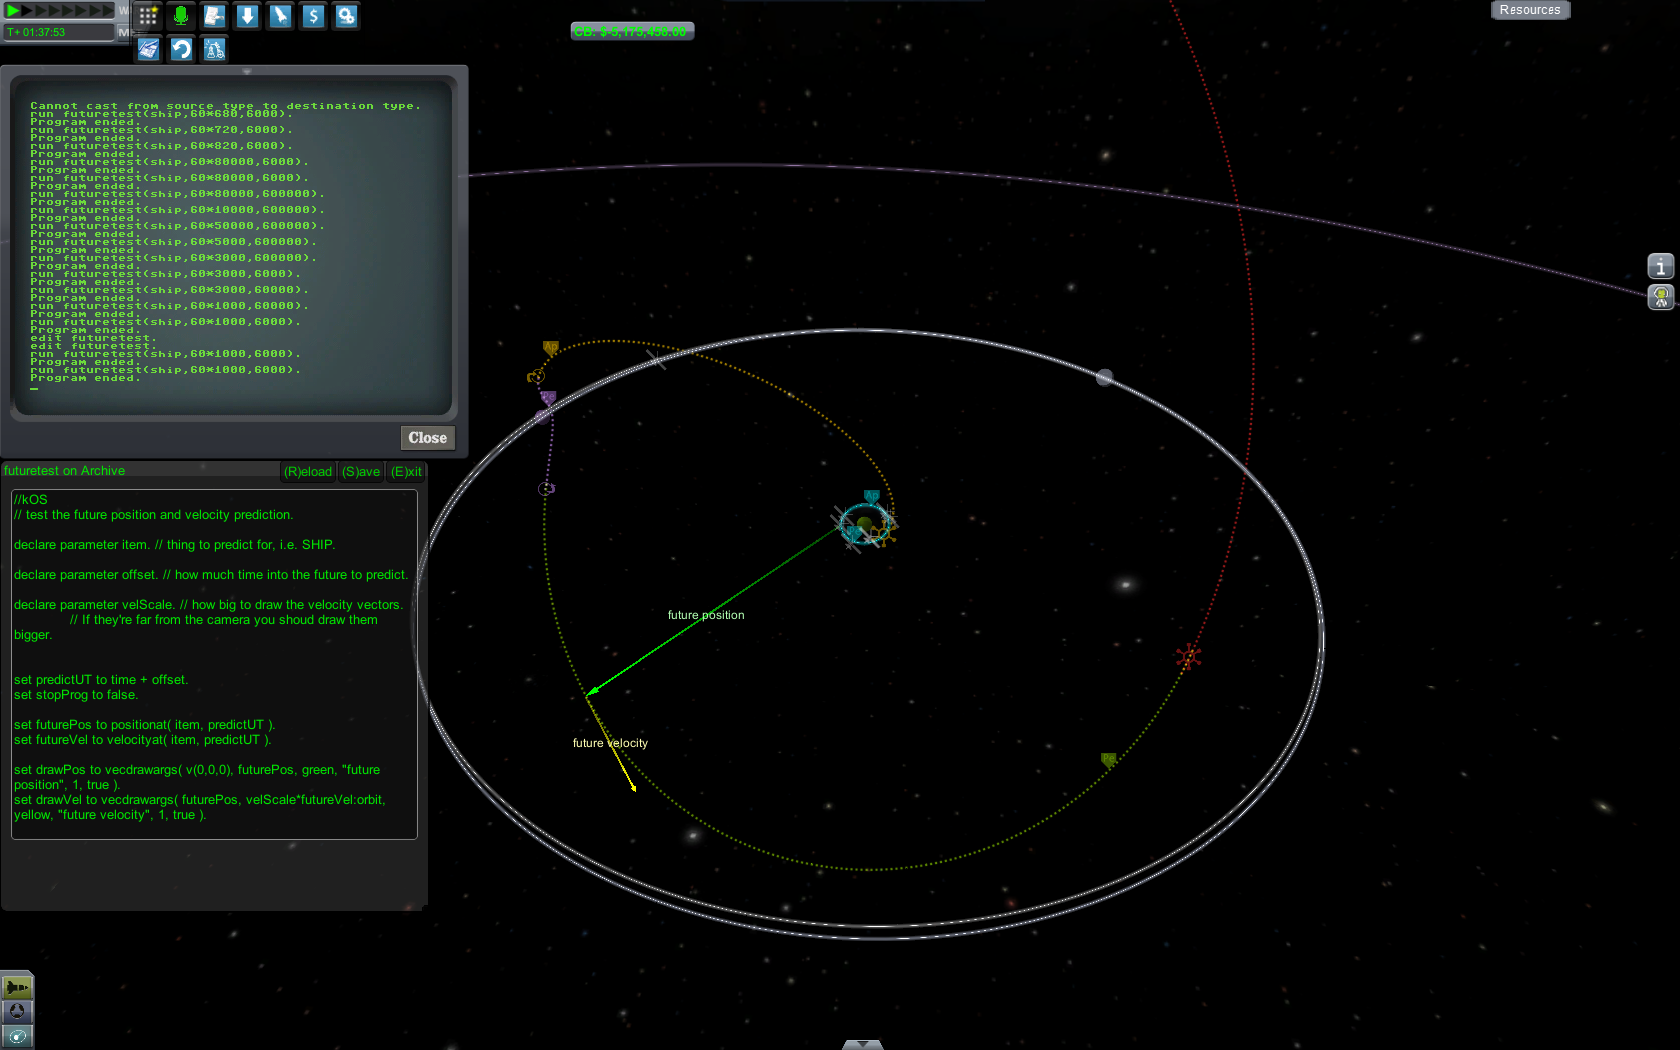 T+ 01:37:53
CB: $-5,175,458.00
Resources
Cannot cast from source type to destination type.
run futuretest(ship,60*680,6000).
Program ended.
run futuretest(ship,60*720,6000).
Program ended.
run futuretest(ship,60*820,6000).
Program ended.
run futuretest(ship,60*80000,6000).
Program ended.
run futuretest(ship,60*80000,6000).
Program ended.
run futuretest(ship,60*80000,600000).
Program ended.
run futuretest(ship,60*10000,600000).
Program ended.
run futuretest(ship,60*50000,600000).
Program ended.
run futuretest(ship,60*5000,600000).
Program ended.
run futuretest(ship,60*3000,600000).
Program ended.
run futuretest(ship,60*3000,6000).
Program ended.
run futuretest(ship,60*3000,60000).
Program ended.
run futuretest(ship,60*1000,60000).
Program ended.
run futuretest(ship,60*1000,6000).
Program ended.
edit futuretest.
edit futuretest.
run futuretest(ship,60*1000,6000).
Program ended.
run futuretest(ship,60*1000,6000).
Program ended.
Close
futuretest on Archive
(R)eload
(S)ave
(E)xit
//kOS
// test the future position and velocity prediction.
declare parameter item. // thing to predict for, i.e. SHIP.
declare parameter offset. // how much time into the future to predict.
declare parameter velScale. // how big to draw the velocity vectors.
// If they're far from the camera you shoud draw them
bigger.
set predictUT to time + offset.
set stopProg to false.
set futurePos to positionat( item, predictUT ).
set futureVel to velocityat( item, predictUT ).
set drawPos to vecdrawargs( v(0,0,0), futurePos, green, "future
position", 1, true ).
set drawVel to vecdrawargs( futurePos, velScale*futureVel:orbit,
yellow, "future velocity", 1, true ).
Ap
Pe
Ap
future position
future velocity
Pe